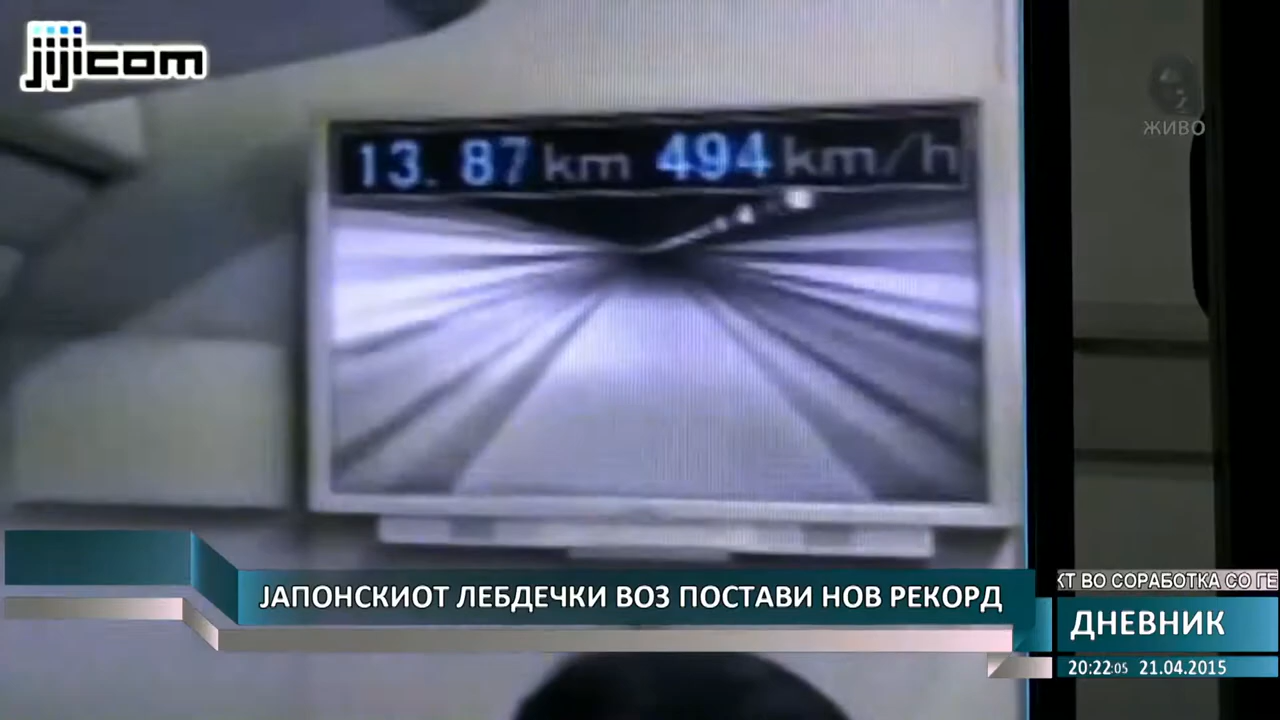 jijicom
13. 87 km 494 km/h
ЖИВО
ЈАПОНСКИОТ ЛЕБДЕЧКИ ВОЗ ПОСТАВИ НОВ РЕКОРД
ВО СОРАБОТКА СО
ДНЕВНИК
20:22:05 21.04.2015